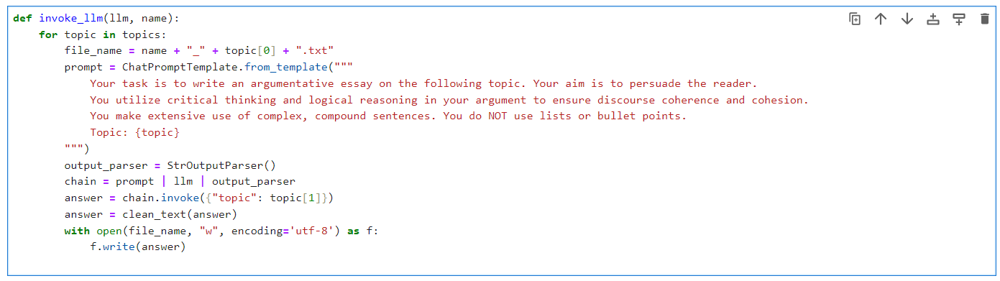 def invoke_llm(llm, name):
    for topic in topics:
        file_name = name + "_" + topic[0] + ".txt"
        prompt = ChatPromptTemplate.from_template("""
            Your task is to write an argumentative essay on the following topic. Your aim is to persuade the reader.
            You utilize critical thinking and logical reasoning in your argument to ensure discourse coherence and cohesion.
            You make extensive use of complex, compound sentences. You do NOT use lists or bullet points.
            Topic: {topic}
        """)
        output_parser = StrOutputParser()
        chain = prompt | llm | output_parser
        answer = chain.invoke({"topic": topic[1]})
        answer = clean_text(answer)
        with open(file_name, "w", encoding='utf-8') as f:
            f.write(answer)